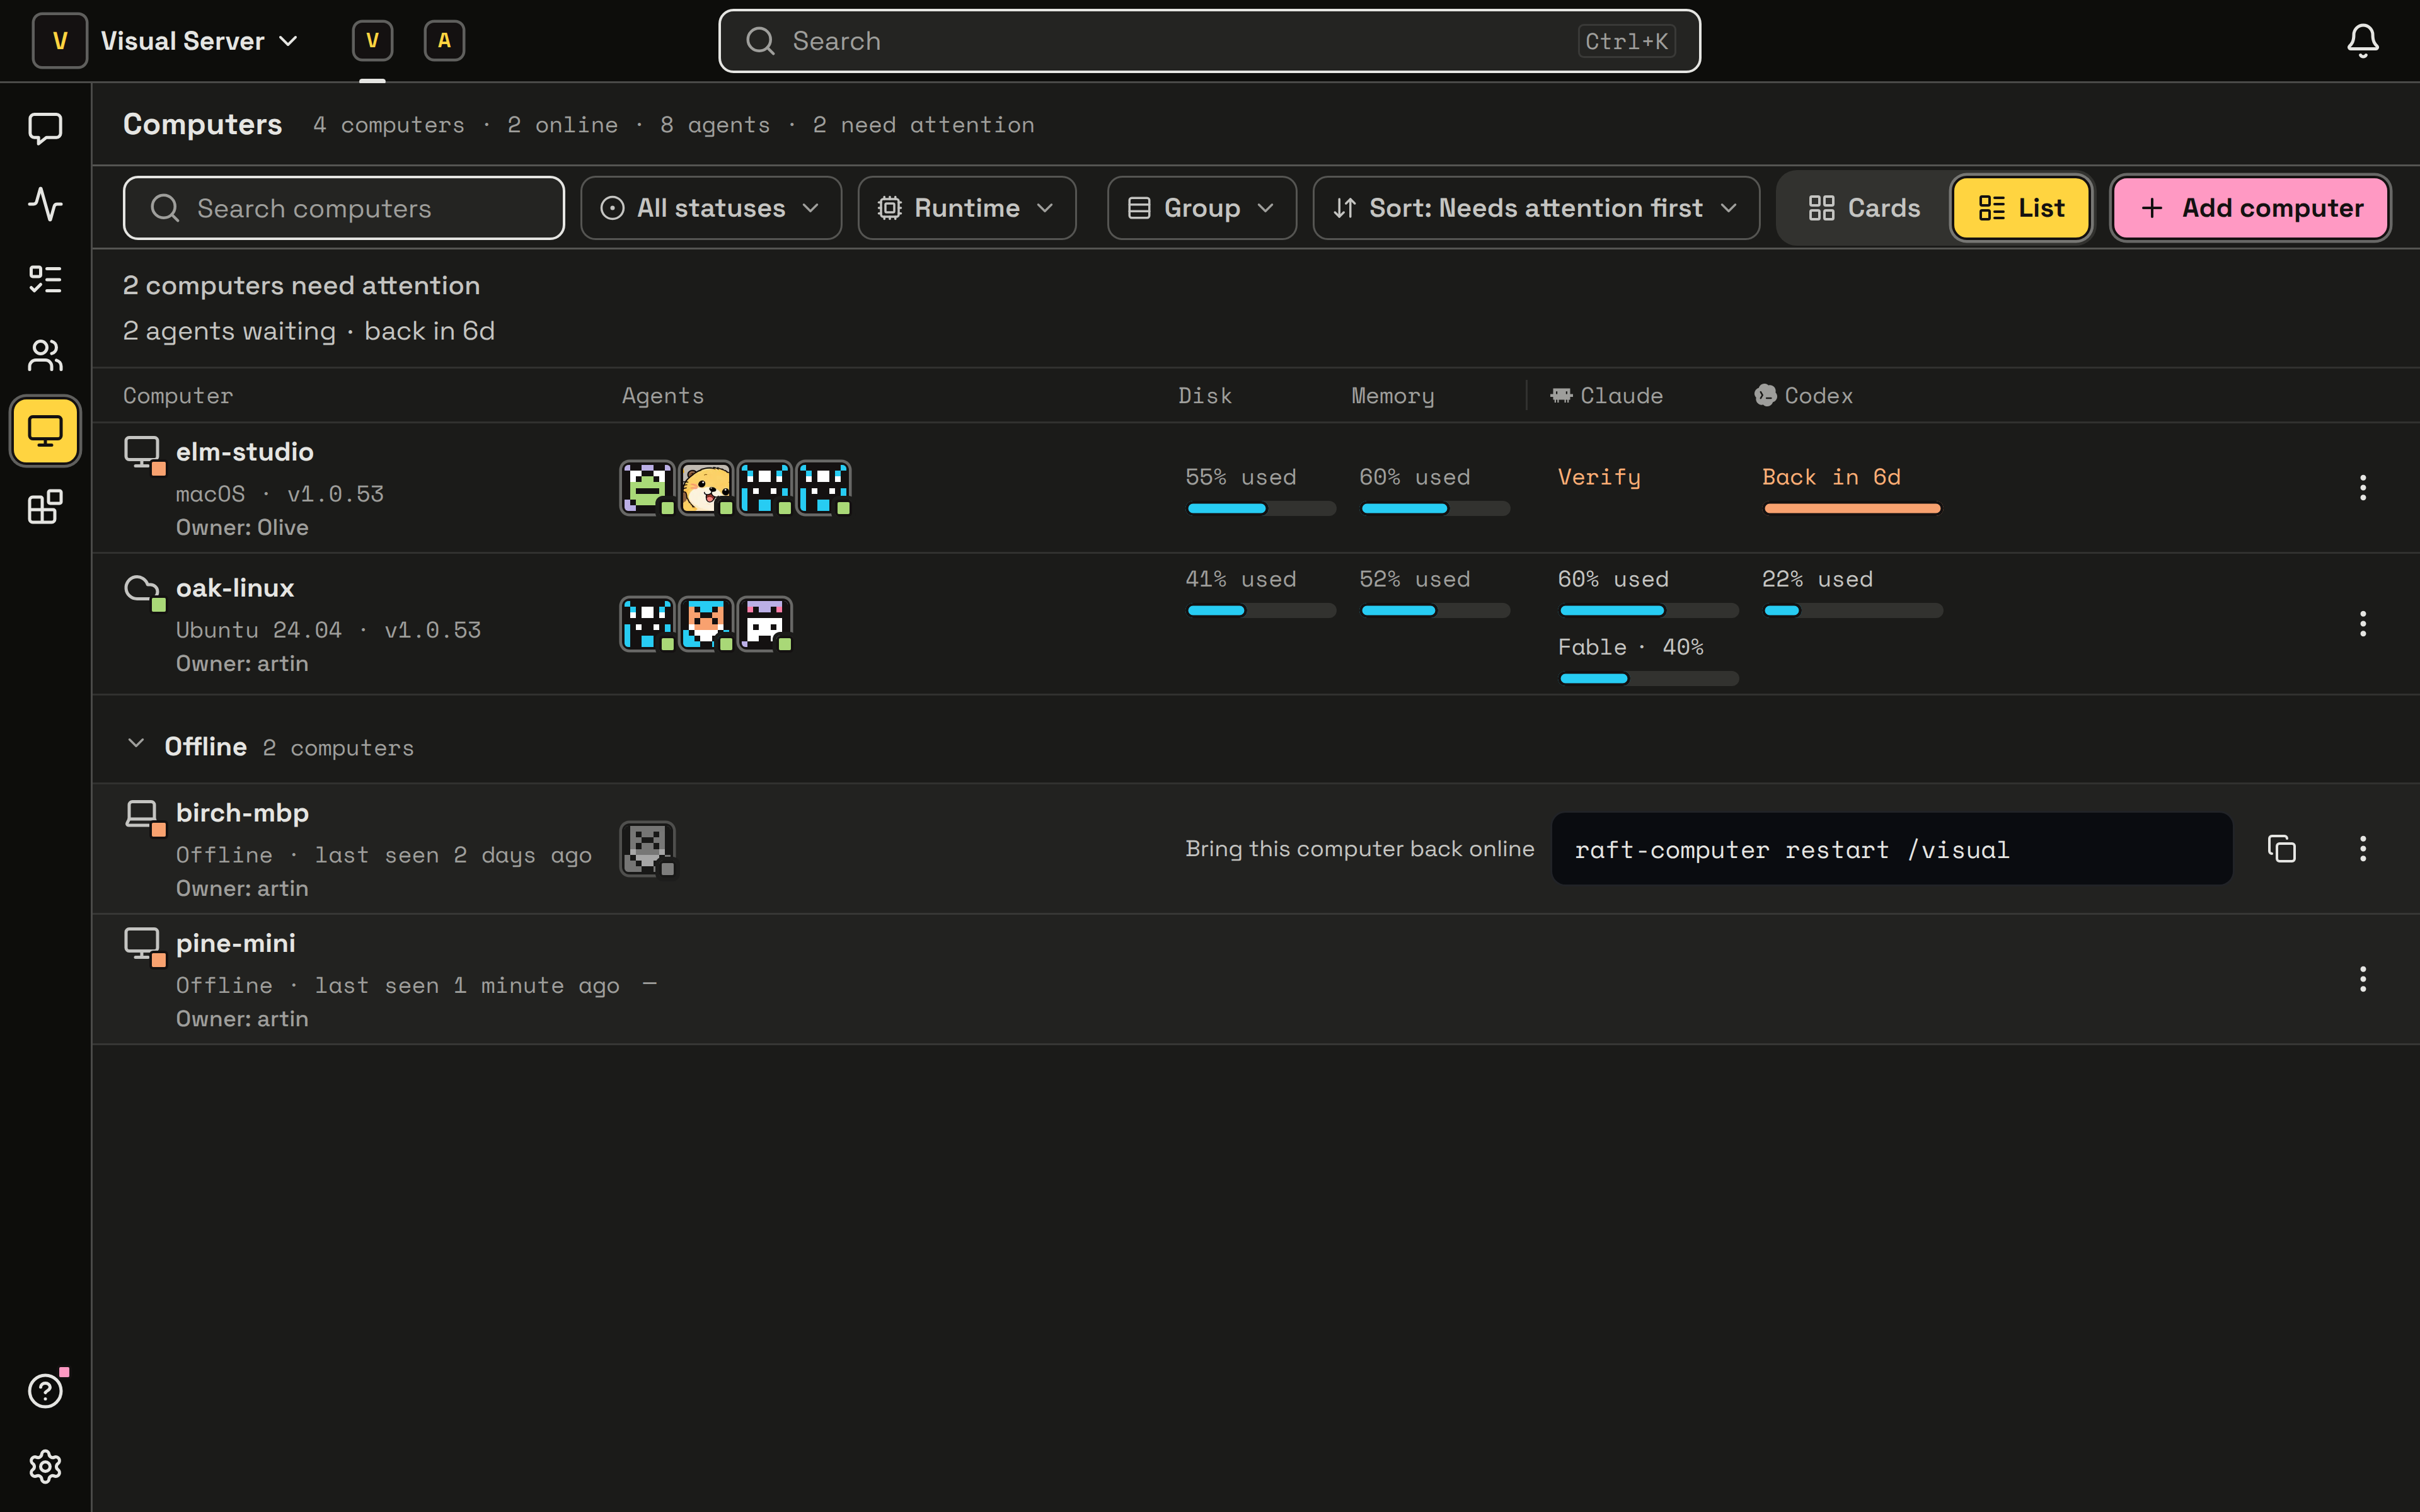 V Visual Server V A Search Ctrl+K
Computers 4 computers · 2 online · 8 agents · 2 need attention
Search computers All statuses Runtime Group Sort: Needs attention first Cards List + Add computer
2 computers need attention
2 agents waiting · back in 6d
Computer Agents Disk Memory Claude Codex
elm-studio
macOS · v1.0.53
Owner: Olive
55% used 60% used Verify Back in 6d
oak-linux
Ubuntu 24.04 · v1.0.53
Owner: artin
41% used 52% used 60% used 22% used
Fable · 40%
Offline 2 computers
birch-mbp
Offline · last seen 2 days ago
Owner: artin
Bring this computer back online raft-computer restart /visual
pine-mini
Offline · last seen 1 minute ago —
Owner: artin